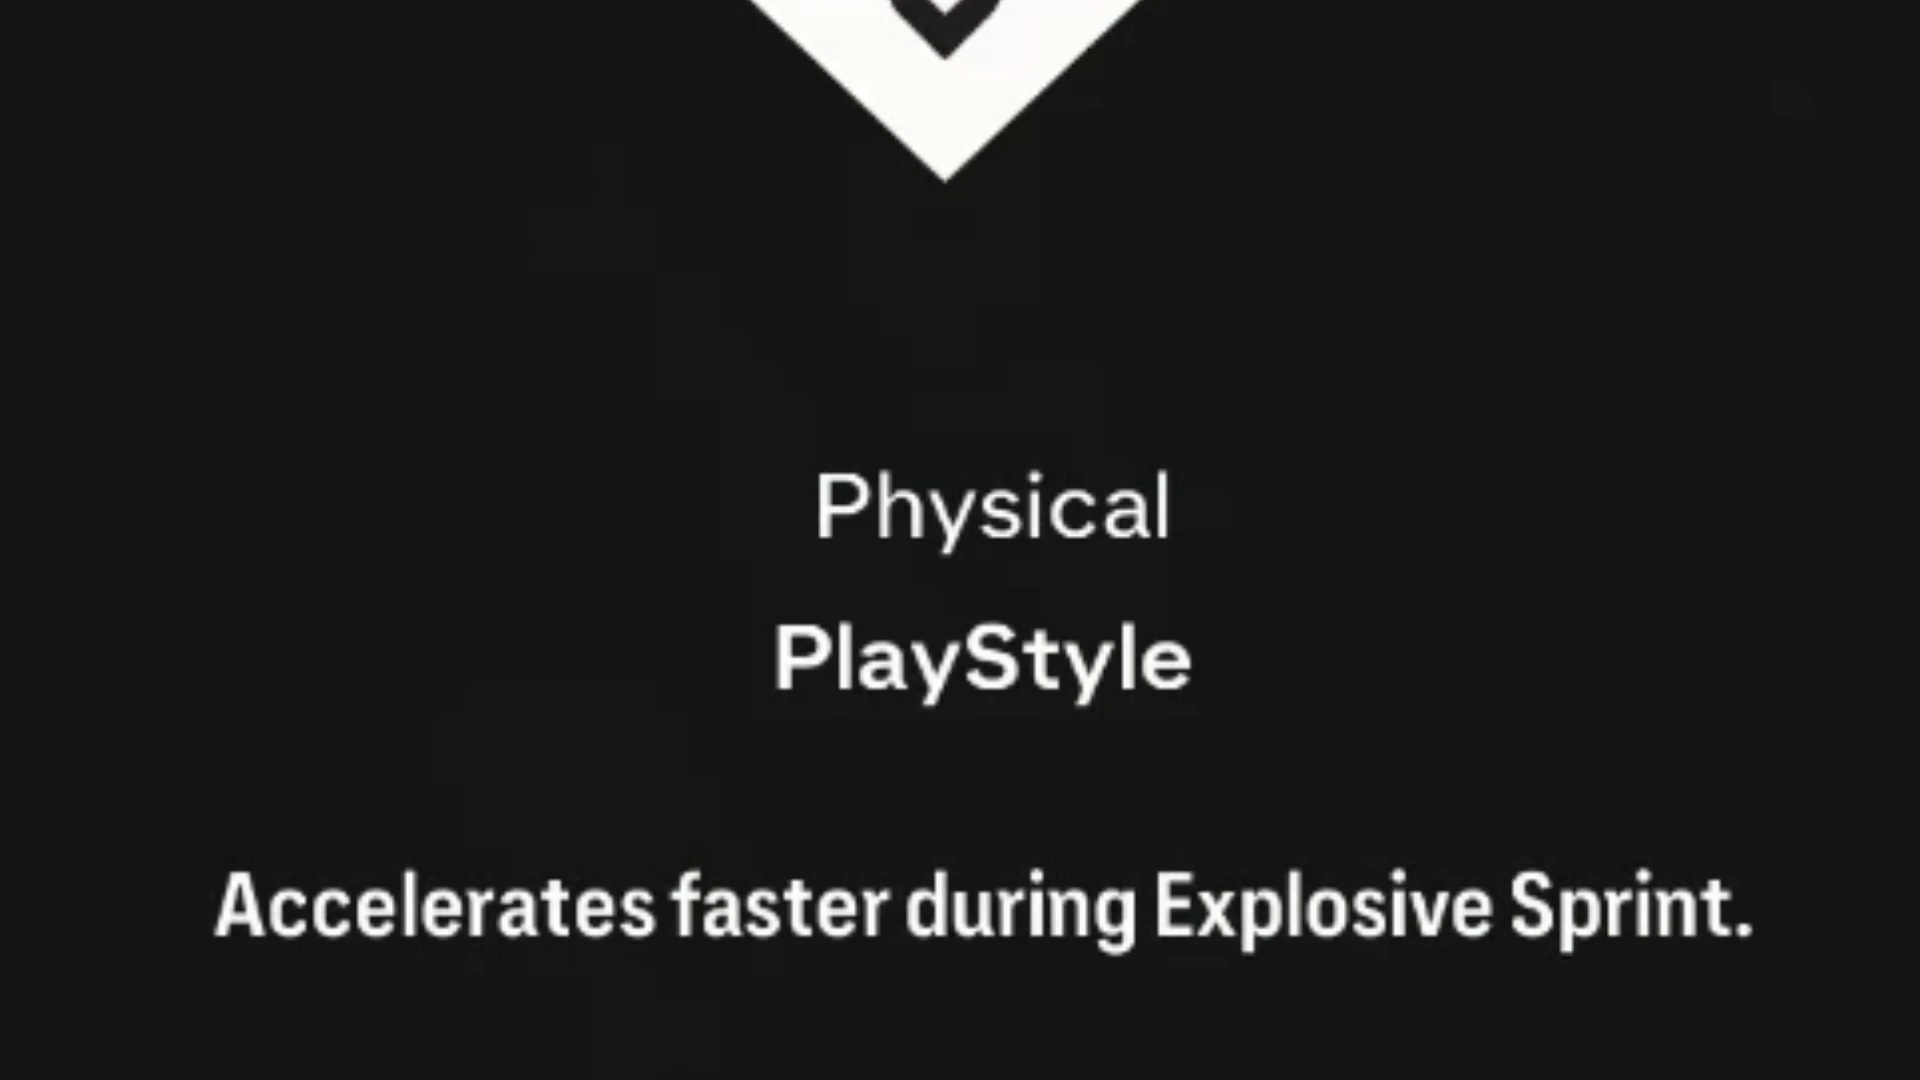 Physical
PlayStyle
Accelerates faster during Explosive Sprint.